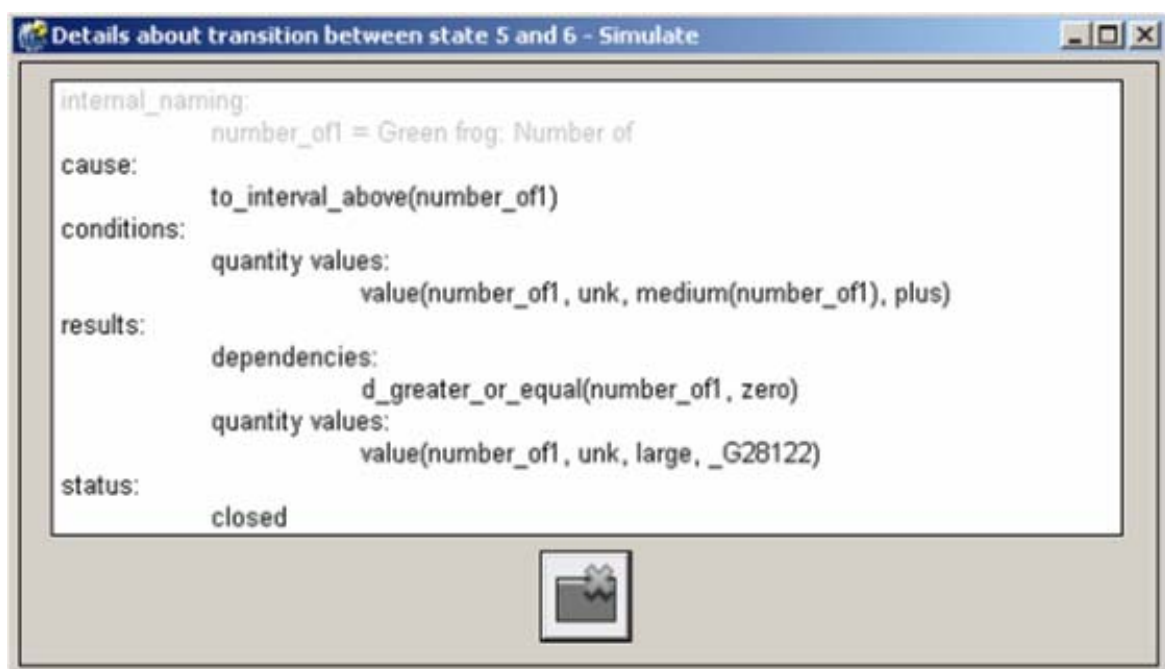 Details about transition between state 5 and 6 - Simulate
internal_naming:
number_of1 = Green frog: Number of
cause:
to_interval_above(number_of1)
conditions:
quantity values:
value(number_of1, unk, medium(number_of1), plus)
results:
dependencies:
d_greater_or_equal(number_of1, zero)
quantity values:
value(number_of1, unk, large, _G28122)
status:
closed